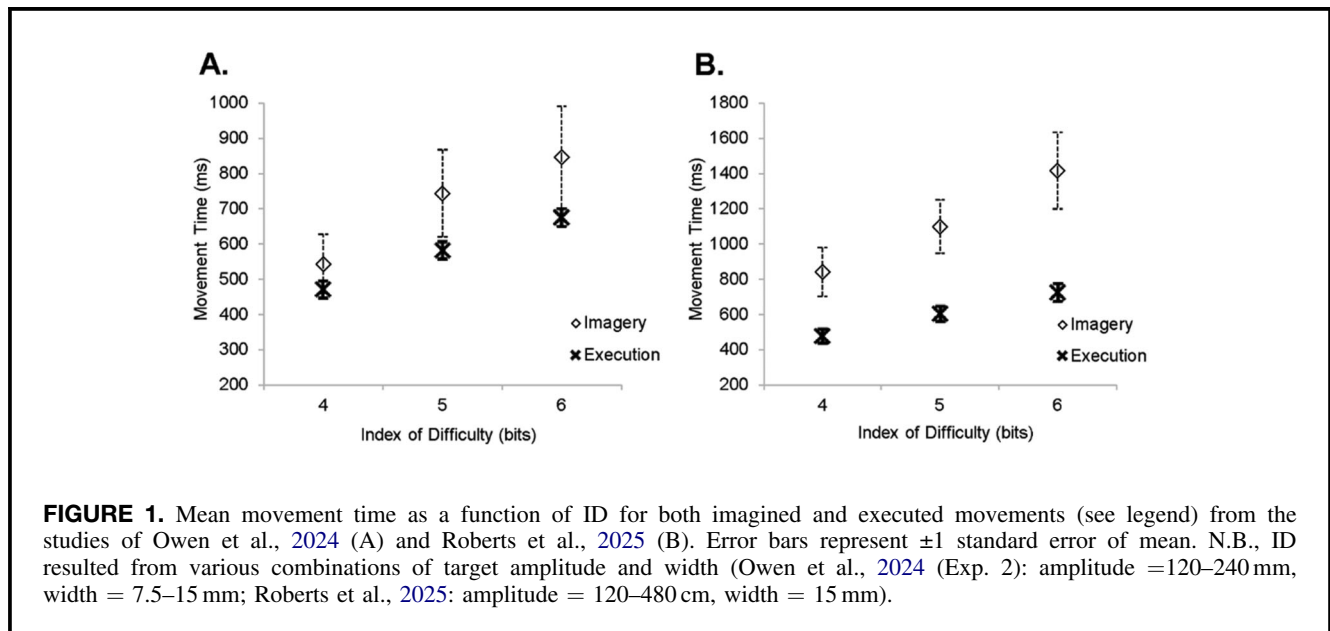 A.
1000
900
800
700
600
500
400
300
200
Movement Time (ms)
4 5 6
Index of Difficulty (bits)
Imagery
Execution
B.
1800
1600
1400
1200
1000
800
600
400
200
Movement Time (ms)
4 5 6
Index of Difficulty (bits)
Imagery
Execution
FIGURE 1. Mean movement time as a function of ID for both imagined and executed movements (see legend) from the
studies of Owen et al., 2024 (A) and Roberts et al., 2025 (B). Error bars represent ±1 standard error of mean. N.B., ID
resulted from various combinations of target amplitude and width (Owen et al., 2024 (Exp. 2): amplitude =120–240 mm,
width = 7.5–15 mm; Roberts et al., 2025: amplitude = 120–480 cm, width = 15 mm).